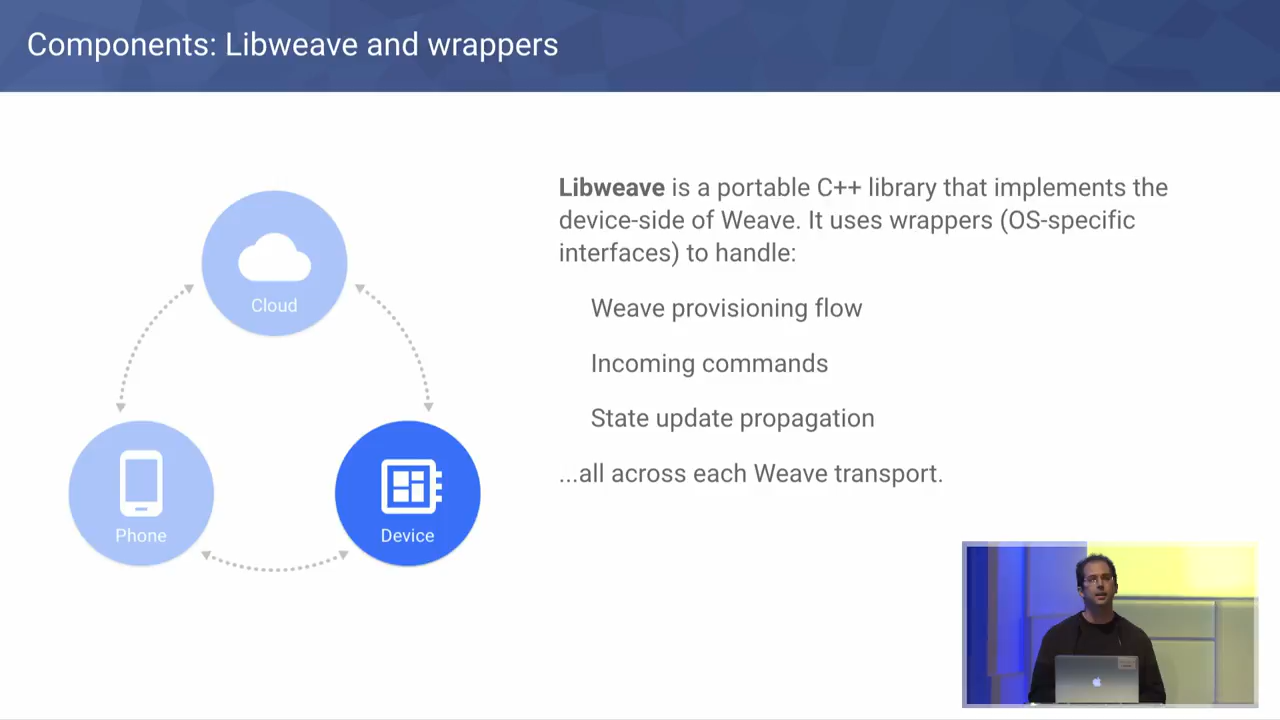 Components: Libweave and wrappers
Cloud
Phone
Device
Libweave is a portable C++ library that implements the
device-side of Weave. It uses wrappers (OS-specific
interfaces) to handle:
Weave provisioning flow
Incoming commands
State update propagation
...all across each Weave transport.